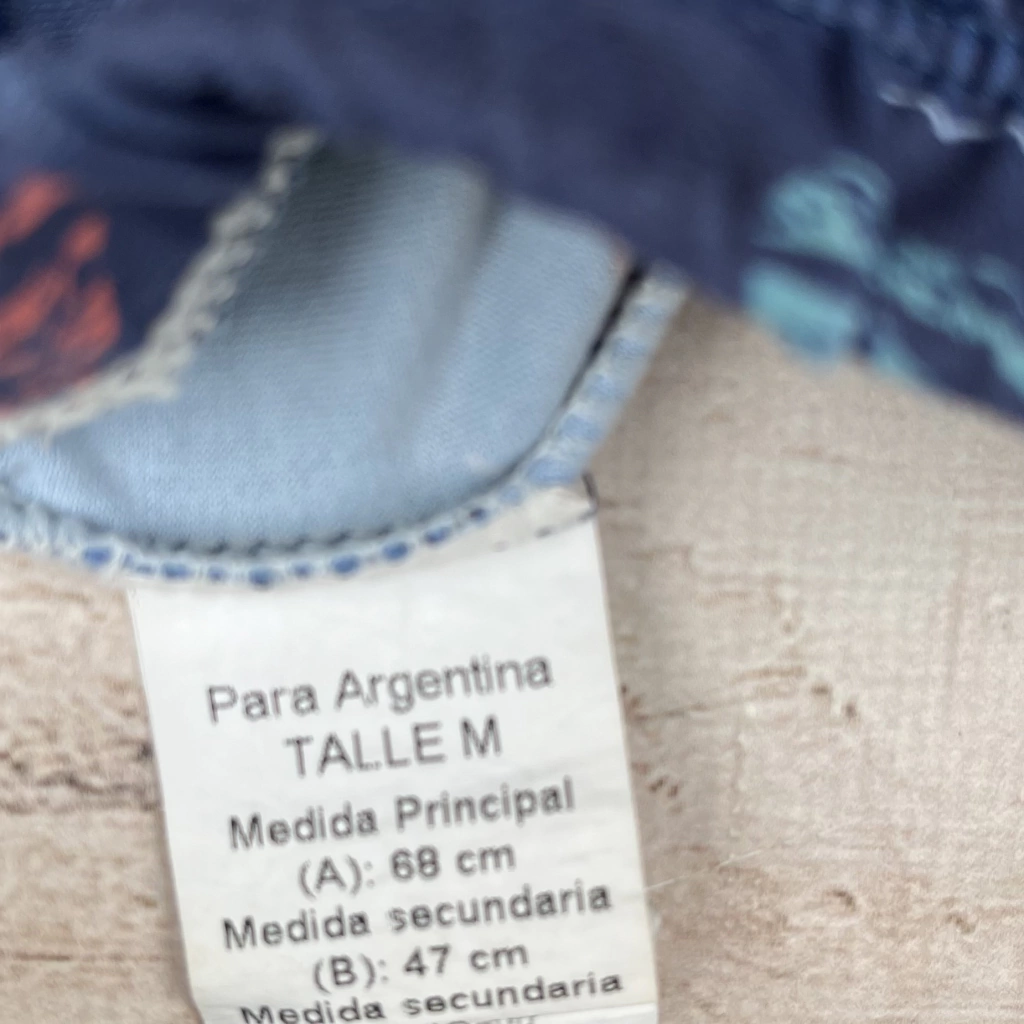 Para Argentina
TALLE M
Medida Principal
(A): 68 cm
Medida secundaria
(B): 47 cm
Medida secundaria